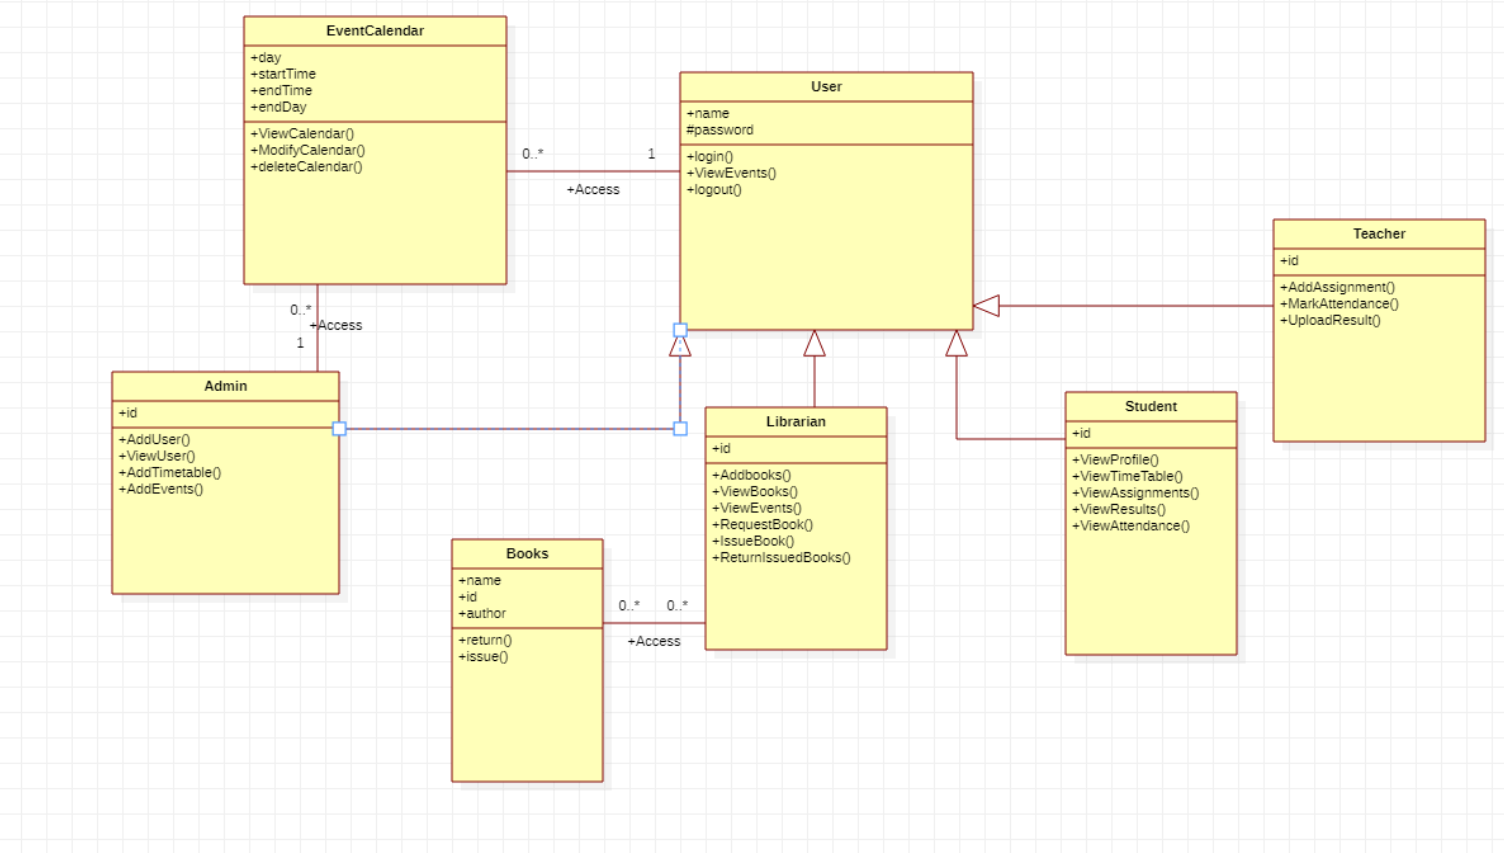 EventCalendar
+day
+startTime
+endTime
+endDay
+ViewCalendar()
+ModifyCalendar()
+deleteCalendar()
0..*
1
+Access
User
+name
#password
+login()
+ViewEvents()
+logout()
Teacher
+id
+AddAssignment()
+MarkAttendance()
+UploadResult()
0..*
+Access
1
Admin
+id
+AddUser()
+ViewUser()
+AddTimetable()
+AddEvents()
Librarian
+id
+Addbooks()
+ViewBooks()
+ViewEvents()
+RequestBook()
+IssueBook()
+ReturnIssuedBooks()
Student
+id
+ViewProfile()
+ViewTimeTable()
+ViewAssignments()
+ViewResults()
+ViewAttendance()
Books
+name
+id
+author
+return()
+issue()
0..*
0..*
+Access